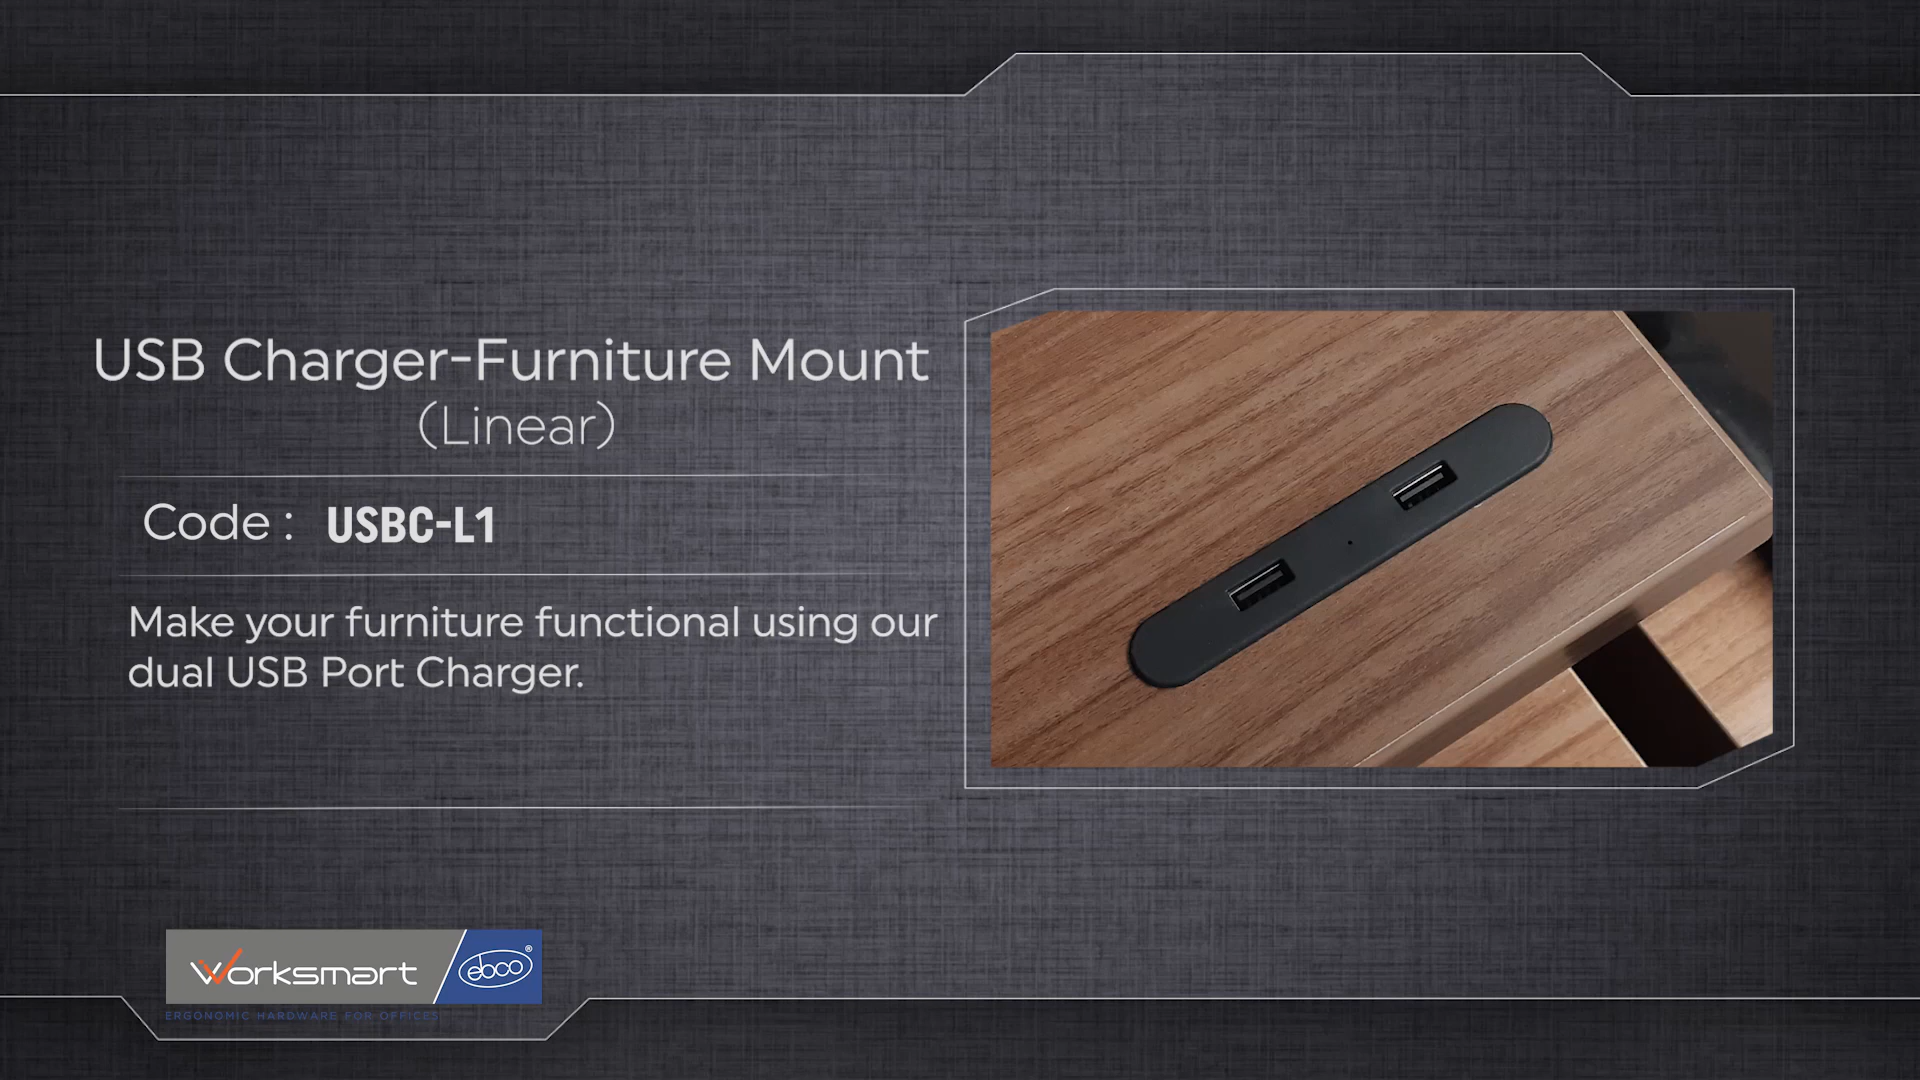 USB Charger-Furniture Mount
(Linear)
Code : USBC-L1
Make your furniture functional using our
dual USB Port Charger.
Worksmart ebco®
ERGONOMIC HARDWARE FOR OFFICES